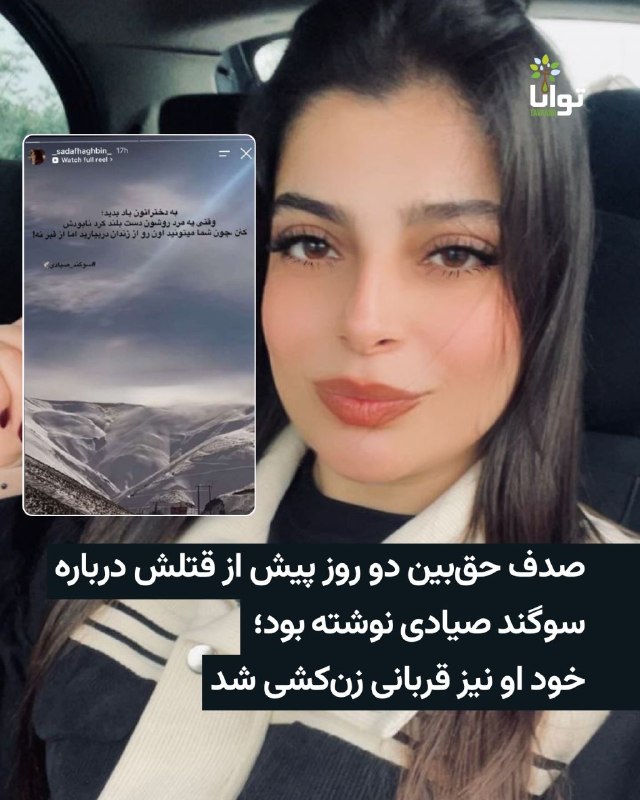 توانا
TAVAANA
_sadafhaghbin_ 17h
Watch full reel >
به دخترانون یاد بدید؛
وقتی یه مرد روشون دست بلند کرد نابودش
کنن .چون شما میتونید اون رو از زندان دربیارید اما از قبر نه!
#سوگند_صیادی
صدف حق‌بین دو روز پیش از قتلش درباره
سوگند صیادی نوشته بود؛
خود او نیز قربانی زن‌کشی شد